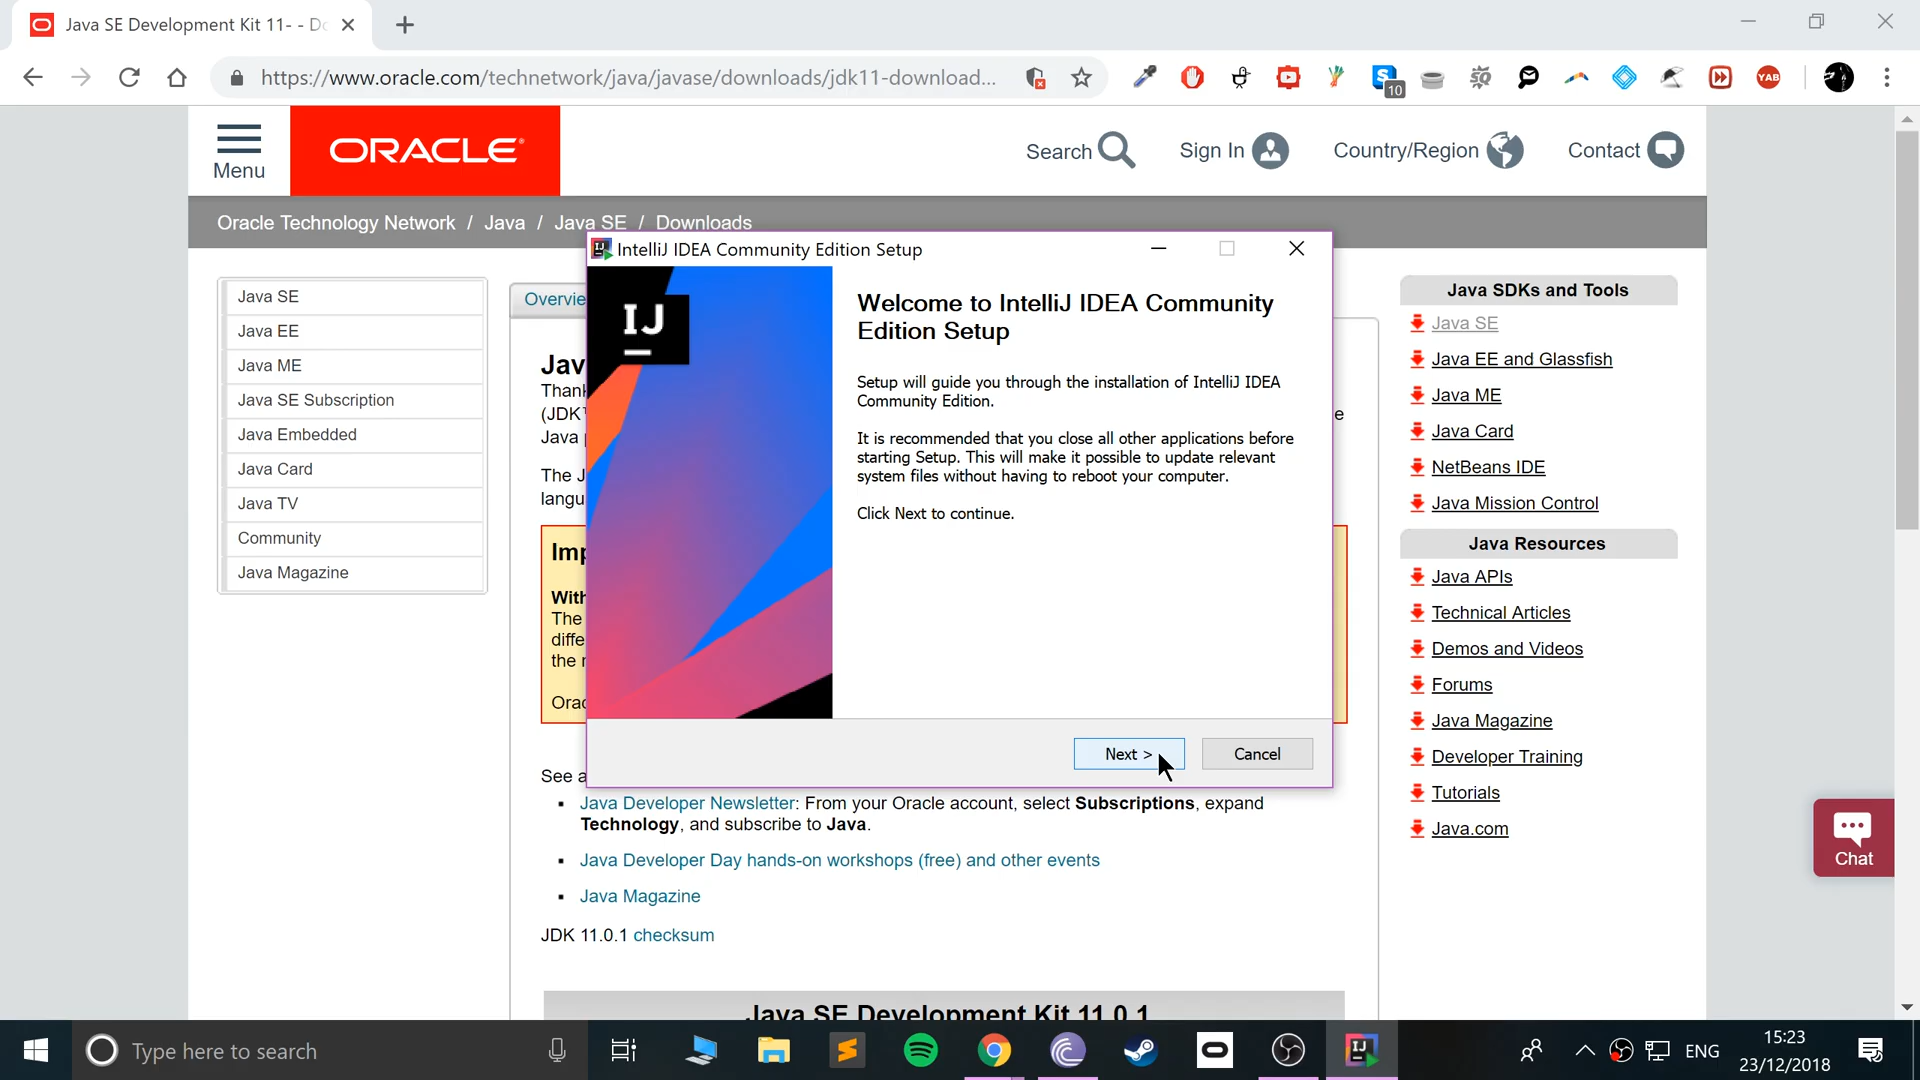 Java SE Development Kit 11- - Do
https://www.oracle.com/technetwork/java/javase/downloads/jdk11-download...
10
YAB
Menu
ORACLE
Search
Sign In
Country/Region
Contact
Oracle Technology Network / Java / Java SE / Downloads
Java SE
Java EE
Java ME
Java SE Subscription
Java Embedded
Java Card
Java TV
Community
Java Magazine
Overvie
Jav
Thank
(JDK
e
Java
The J
langu
Imp
With
The
diffe
the
Orac
IntelliJ IDEA Community Edition Setup
IJ
Welcome to IntelliJ IDEA Community
Edition Setup
Setup will guide you through the installation of IntelliJ IDEA
Community Edition.
It is recommended that you close all other applications before
starting Setup. This will make it possible to update relevant
system files without having to reboot your computer.
Click Next to continue.
Next >
Cancel
See a
Java Developer Newsletter: From your Oracle account, select Subscriptions, expand
Technology, and subscribe to Java.
Java Developer Day hands-on workshops (free) and other events
Java Magazine
JDK 11.0.1 checksum
Java SE Development Kit 11.0.1
Java SDKs and Tools
Java SE
Java EE and Glassfish
Java ME
Java Card
NetBeans IDE
Java Mission Control
Java Resources
Java APIs
Technical Articles
Demos and Videos
Forums
Java Magazine
Developer Training
Tutorials
Java.com
Chat
Type here to search
IJ
ENG
15:23
23/12/2018